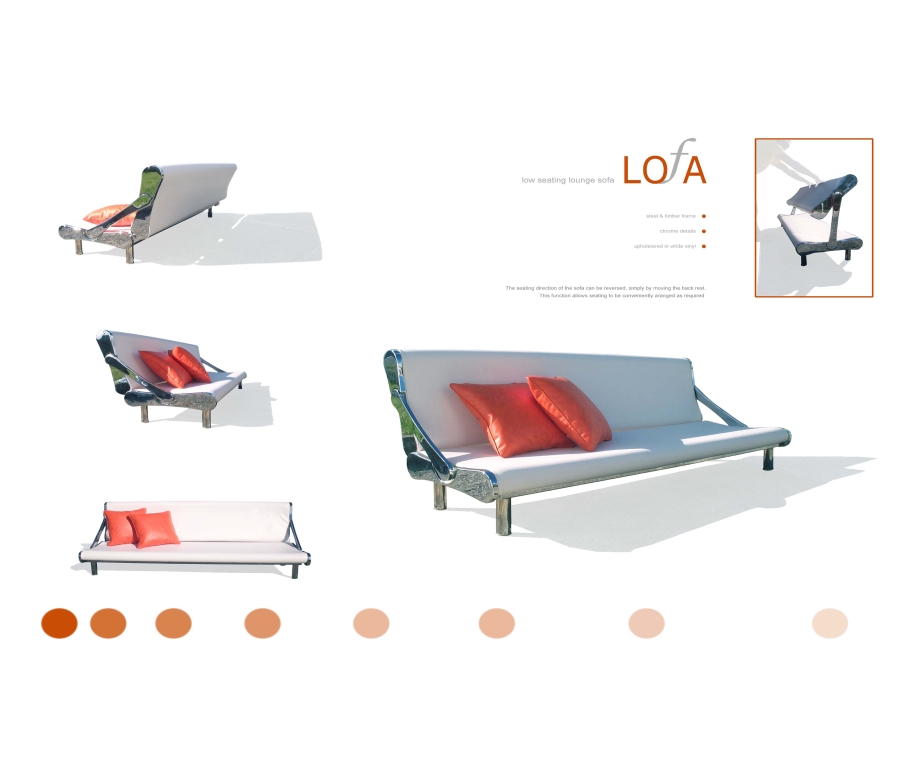 low seating lounge sofa LOfA
steel & timber frame
chrome details
upholstered in white vinyl
The seating direction of the sofa can be reversed, simply by moving the back rest.
This function allows seating to be conveniently aranged as required